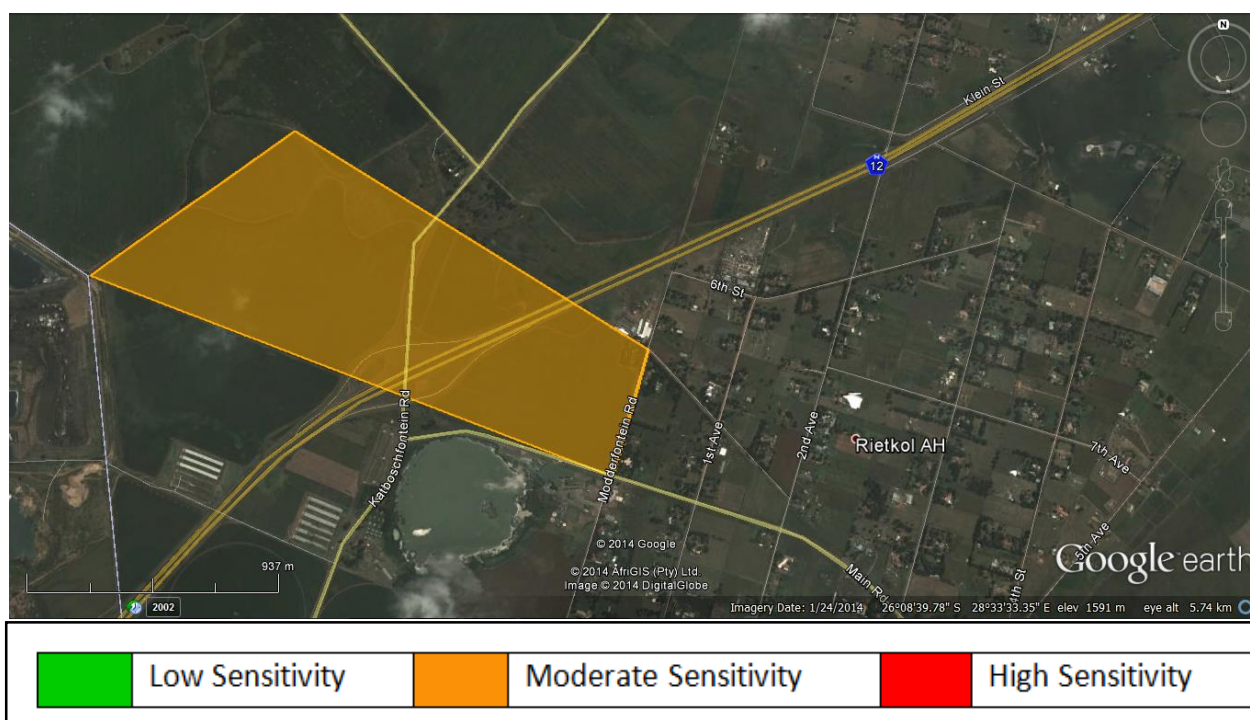 N
Klein St
N
12
6th St
1st Ave
2nd Ave
Rietkol AH
7th Ave
5th Ave
4th St
Modderfontein Rd
Katboschfontein Rd
Main Rd
© 2014 Google
© 2014 AfriGIS (Pty) Ltd.
Image © 2014 DigitalGlobe
Google earth
937 m
2002
Imagery Date: 1/24/2014 26°08'39.78" S 28°33'33.35" E elev 1591 m eye alt 5.74 km
Low Sensitivity
Moderate Sensitivity
High Sensitivity